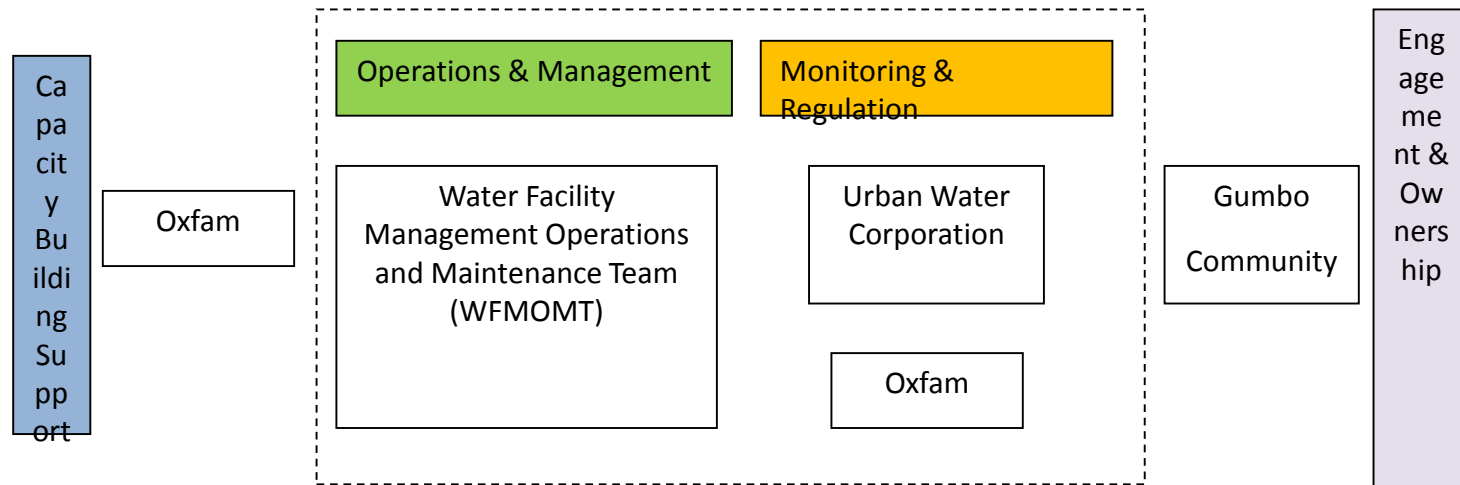 Ca
pa
cit
y
Bu
ildi
ng
Su
pp
ort
Oxfam
Operations & Management
Water Facility
Management Operations
and Maintenance Team
(WFMOMT)
Monitoring &
Regulation
Urban Water
Corporation
Oxfam
Gumbo
Community
Eng
age
me
nt &
Ow
ners
hip